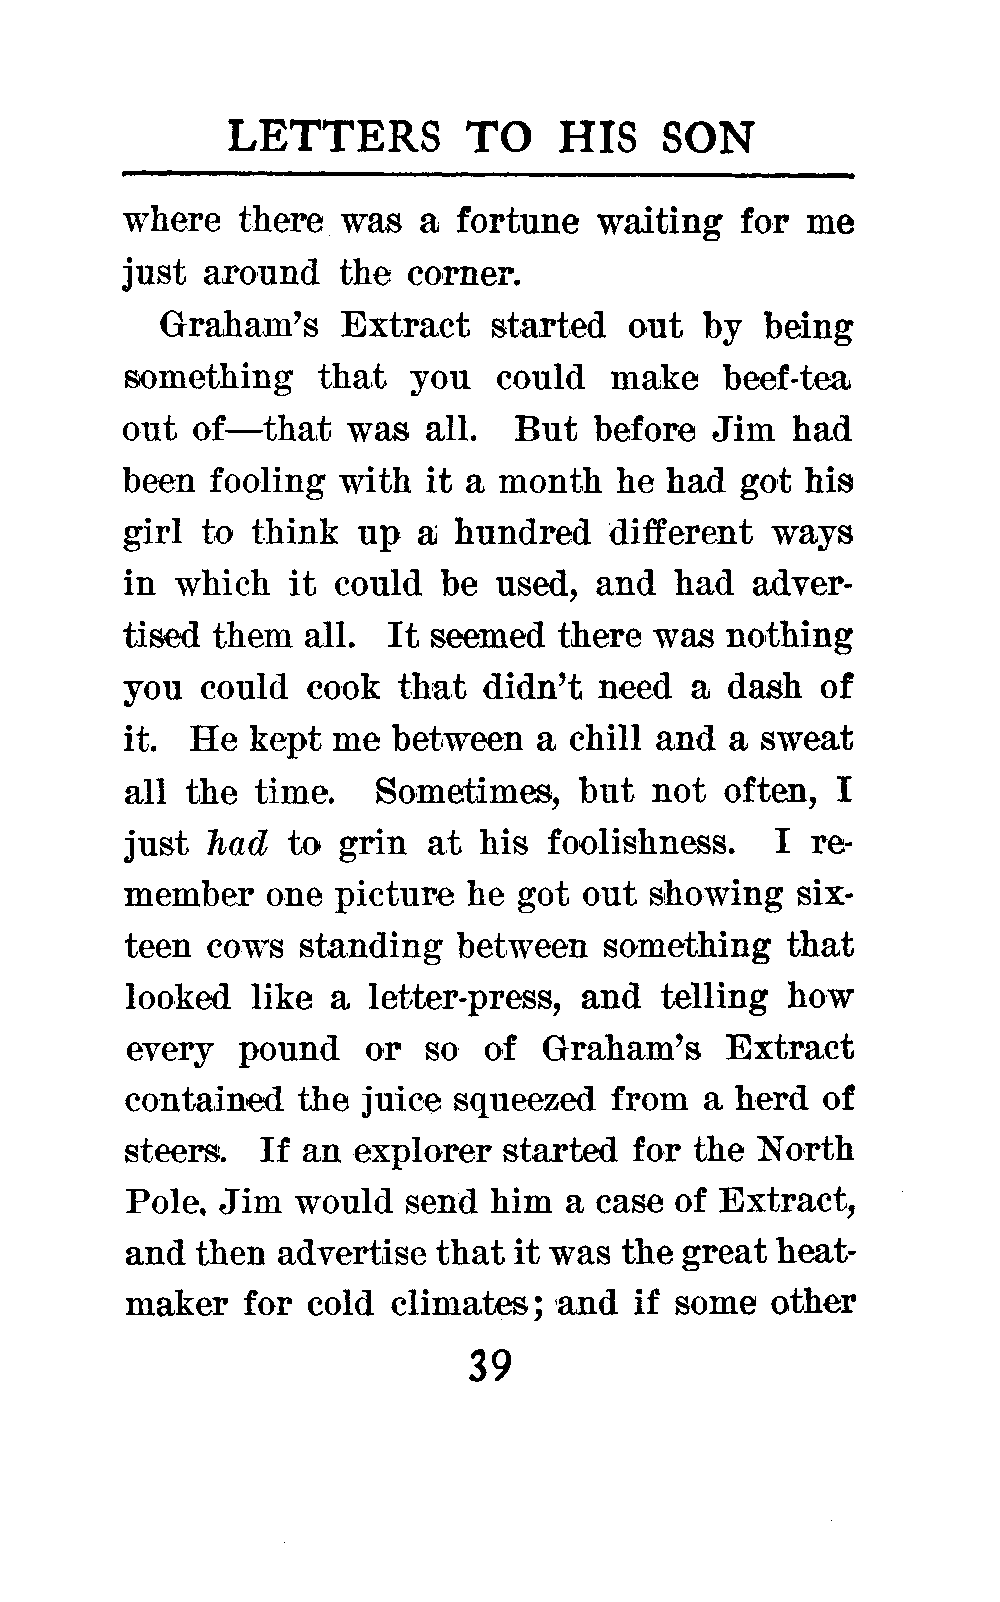 LETTERS TO HIS SON
where there was a fortune waiting for me
just around the corner.
Graham's Extract started out by being
something that you could make beef-tea
out of—that was all. But before Jim had
been fooling with it a month he had got his
girl to think up a hundred different ways
in which it could be used, and had adver-
tised them all. It seemed there was nothing
you could cook that didn't need a dash of
it. He kept me between a chill and a sweat
all the time. Sometimes, but not often, I
just had to grin at his foolishness. I re-
member one picture he got out showing six-
teen cows standing between something that
looked like a letter-press, and telling how
every pound or so of Graham's Extract
contained the juice squeezed from a herd of
steers. If an explorer started for the North
Pole, Jim would send him a case of Extract,
and then advertise that it was the great heat-
maker for cold climates; and if some other
39